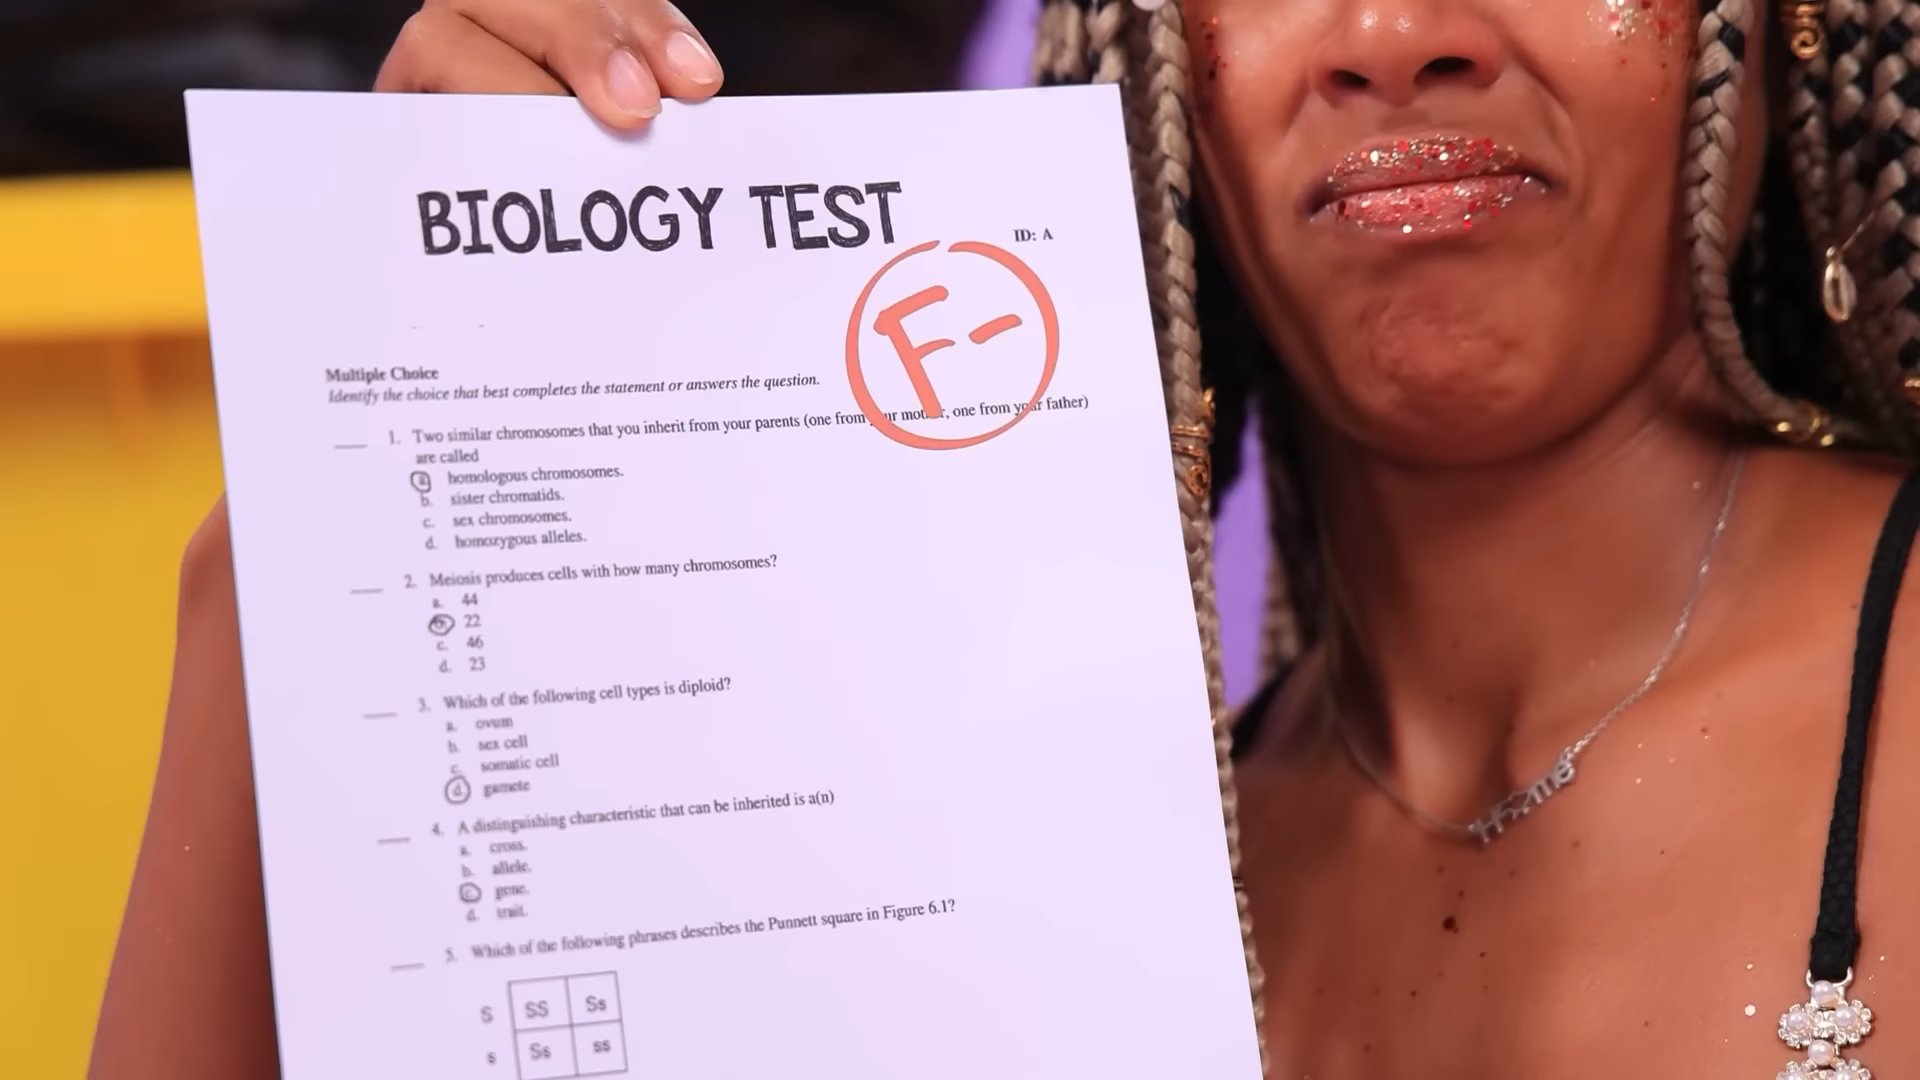 BIOLOGY TEST
ID: A
F-
Multiple Choice
Identify the choice that best completes the statement or answers the question.
1. Two similar chromosomes that you inherit from your parents (one from your mother, one from your father)
are called
a. homologous chromosomes.
b. sister chromatids.
c. sex chromosomes.
d. homozygous alleles.
2. Meiosis produces cells with how many chromosomes?
a. 44
b. 22
c. 46
d. 23
3. Which of the following cell types is diploid?
a. ovum
b. sex cell
c. somatic cell
d. gamete
4. A distinguishing characteristic that can be inherited is a(n)
a. cross.
b. allele.
c. gene.
d. trait.
5. Which of the following phrases describes the Punnett square in Figure 6.1?
S SS Ss
s Ss ss